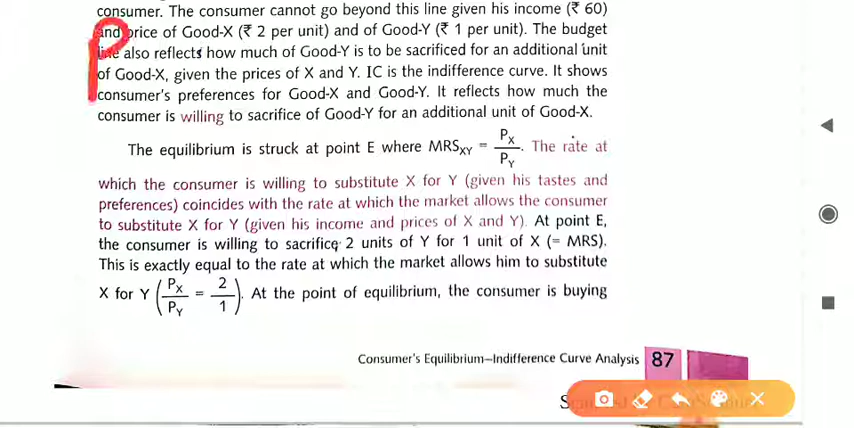 consumer. The consumer cannot go beyond this line given his income (₹ 60)
and price of Good-X (₹ 2 per unit) and of Good-Y (₹ 1 per unit). The budget
line also reflects how much of Good-Y is to be sacrificed for an additional unit
of Good-X, given the prices of X and Y. IC is the indifference curve. It shows
consumer's preferences for Good-X and Good-Y. It reflects how much the
consumer is willing to sacrifice of Good-Y for an additional unit of Good-X.
The equilibrium is struck at point E where MRSXY = PX/PY. The rate at
which the consumer is willing to substitute X for Y (given his tastes and
preferences) coincides with the rate at which the market allows the consumer
to substitute X for Y (given his income and prices of X and Y). At point E,
the consumer is willing to sacrifice 2 units of Y for 1 unit of X (= MRS).
This is exactly equal to the rate at which the market allows him to substitute
X for Y (PX/PY = 2/1). At the point of equilibrium, the consumer is buying
Consumer's Equilibrium—Indifference Curve Analysis 87